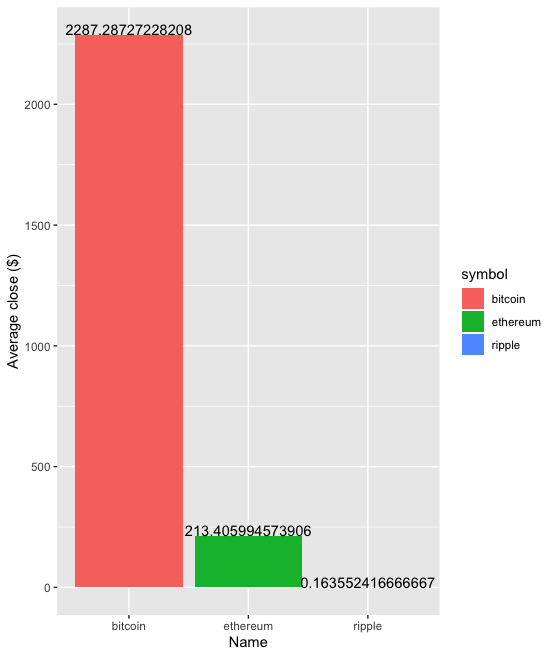 2287.28727228208
213.405994573906
0.163552416666667
2000
1500
1000
500
0
Average close ($)
bitcoin
ethereum
ripple
Name
symbol
bitcoin
ethereum
ripple